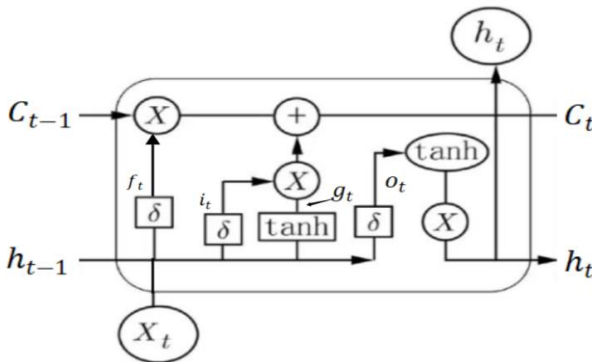 h_t
C_{t-1} X + C_t
tanh
f_t i_t X g_t o_t
δ δ tanh δ X
h_{t-1} h_t
X_t